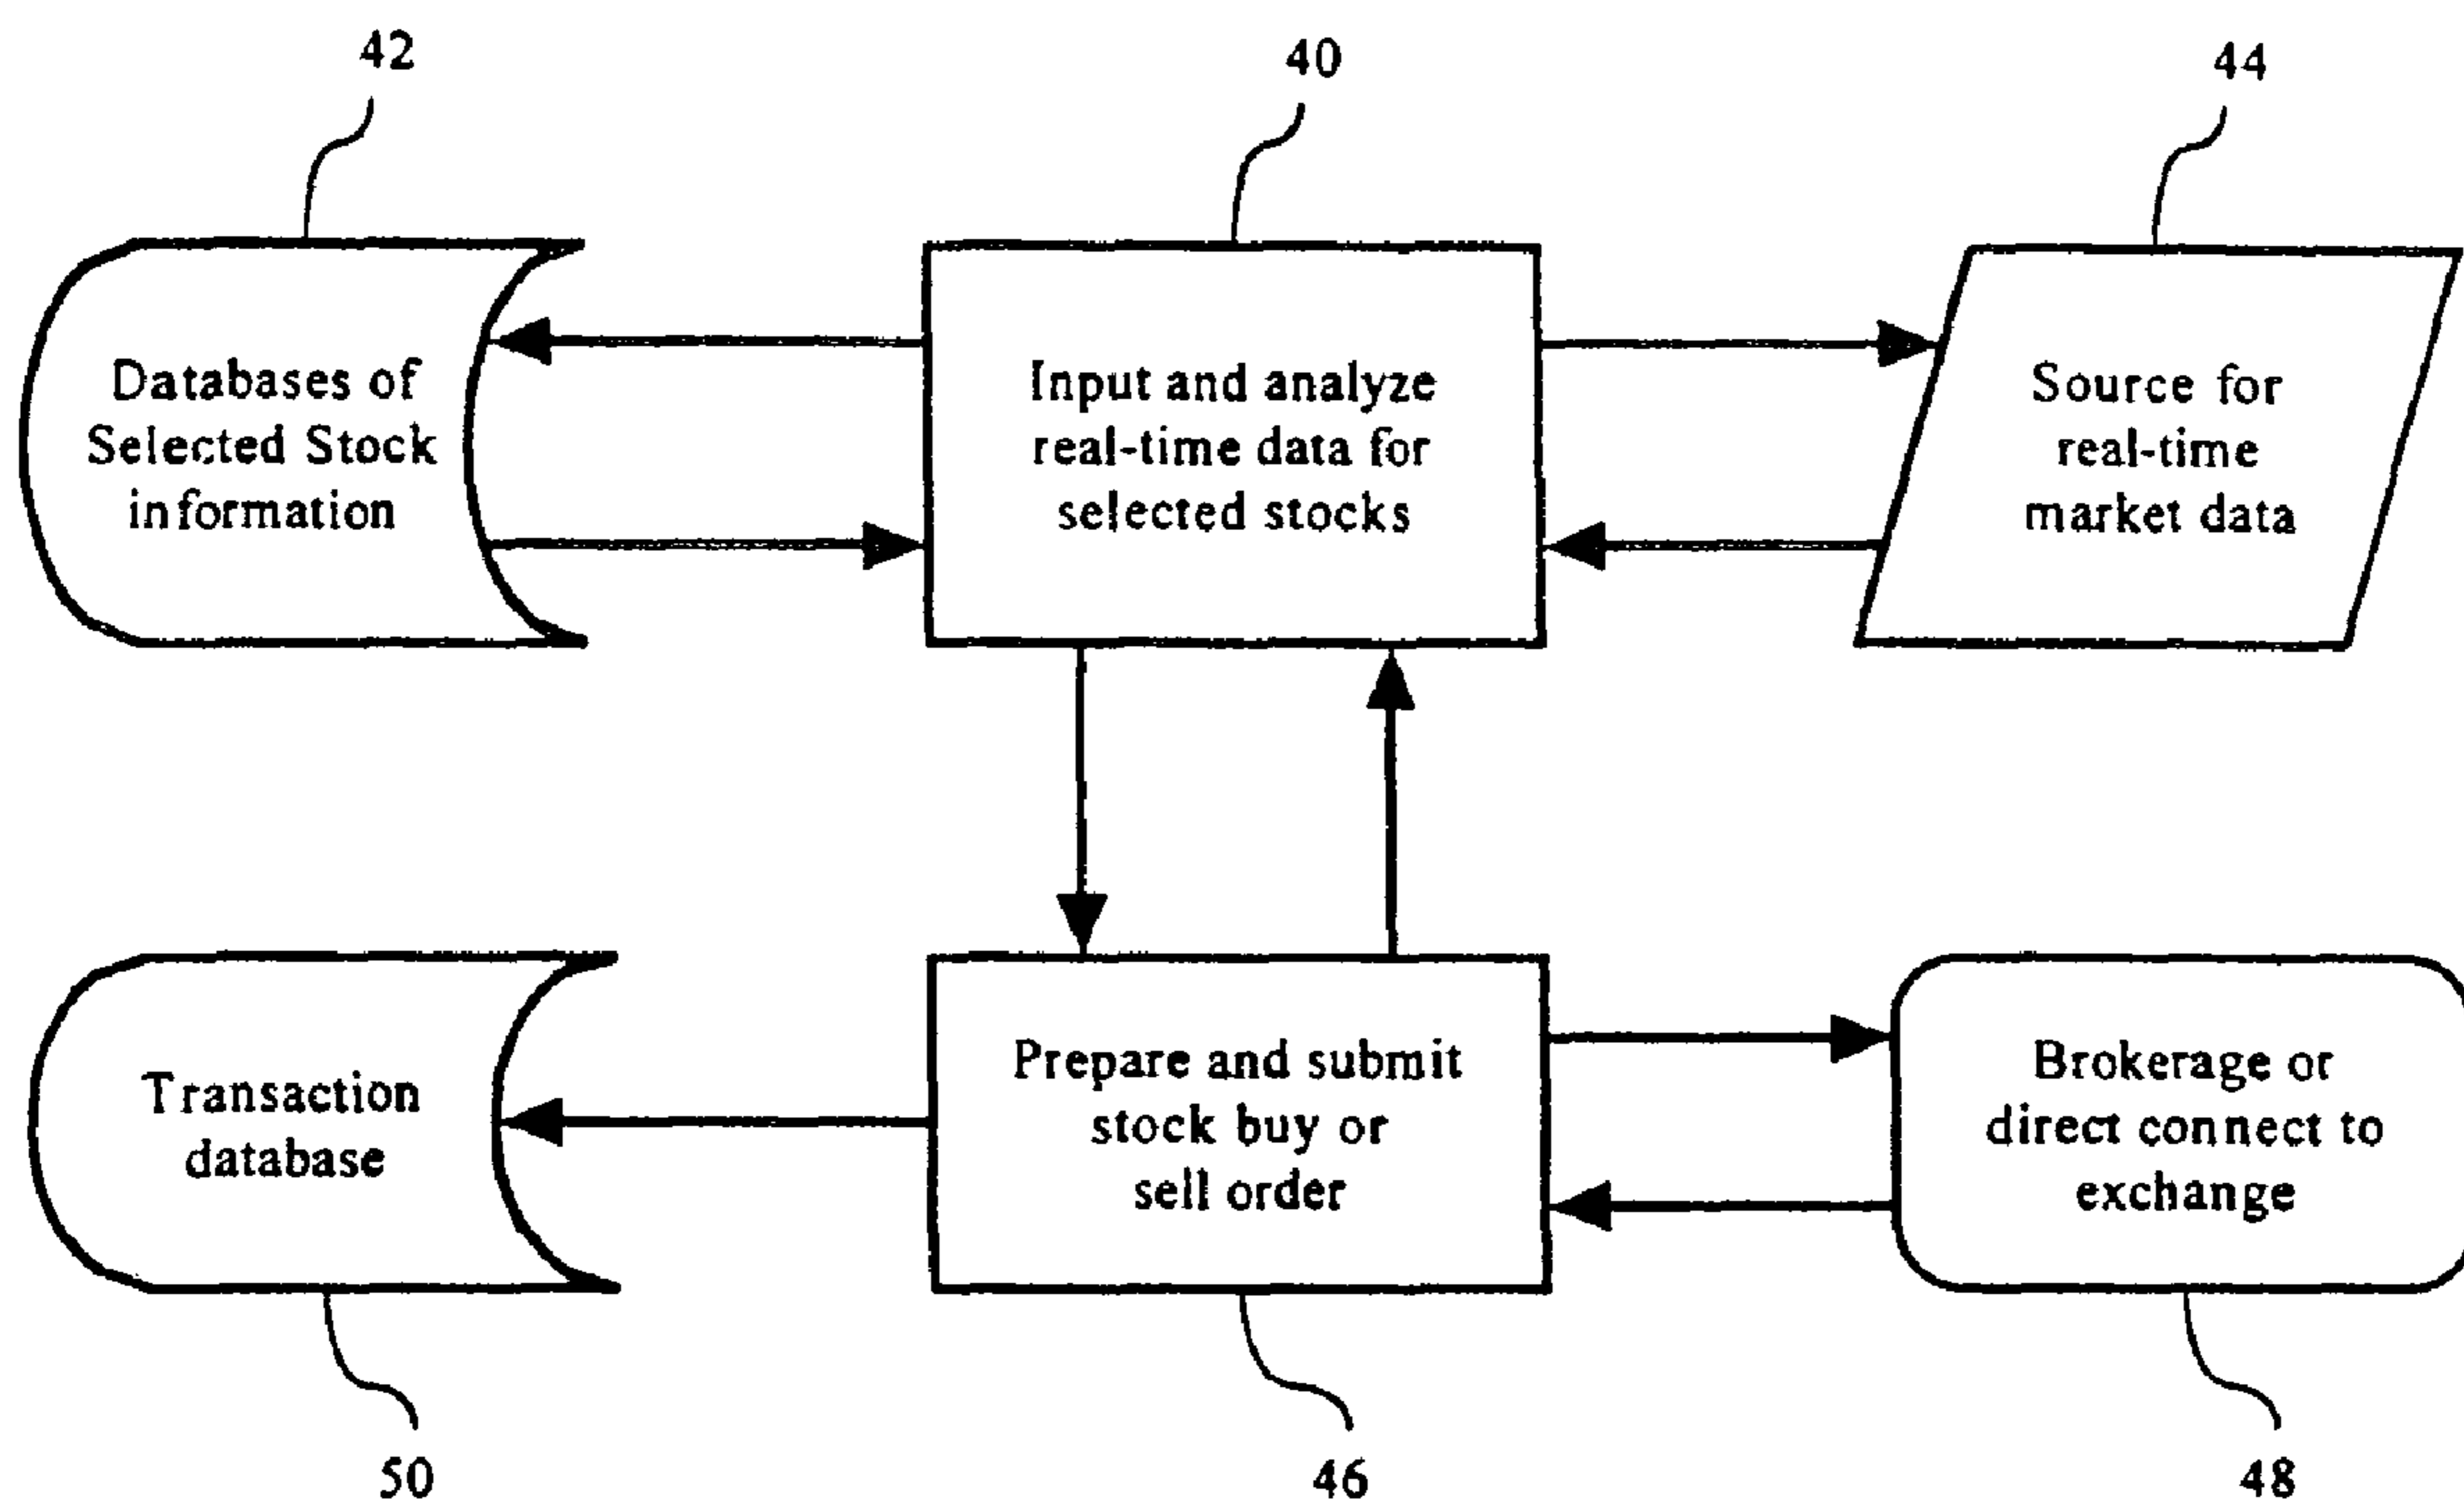 42
40
44
Databases of
Selected Stock
information
Input and analyze
real-time data for
selected stocks
Source for
real-time
market data
Transaction
database
Prepare and submit
stock buy or
sell order
Brokerage or
direct connect to
exchange
50
46
48